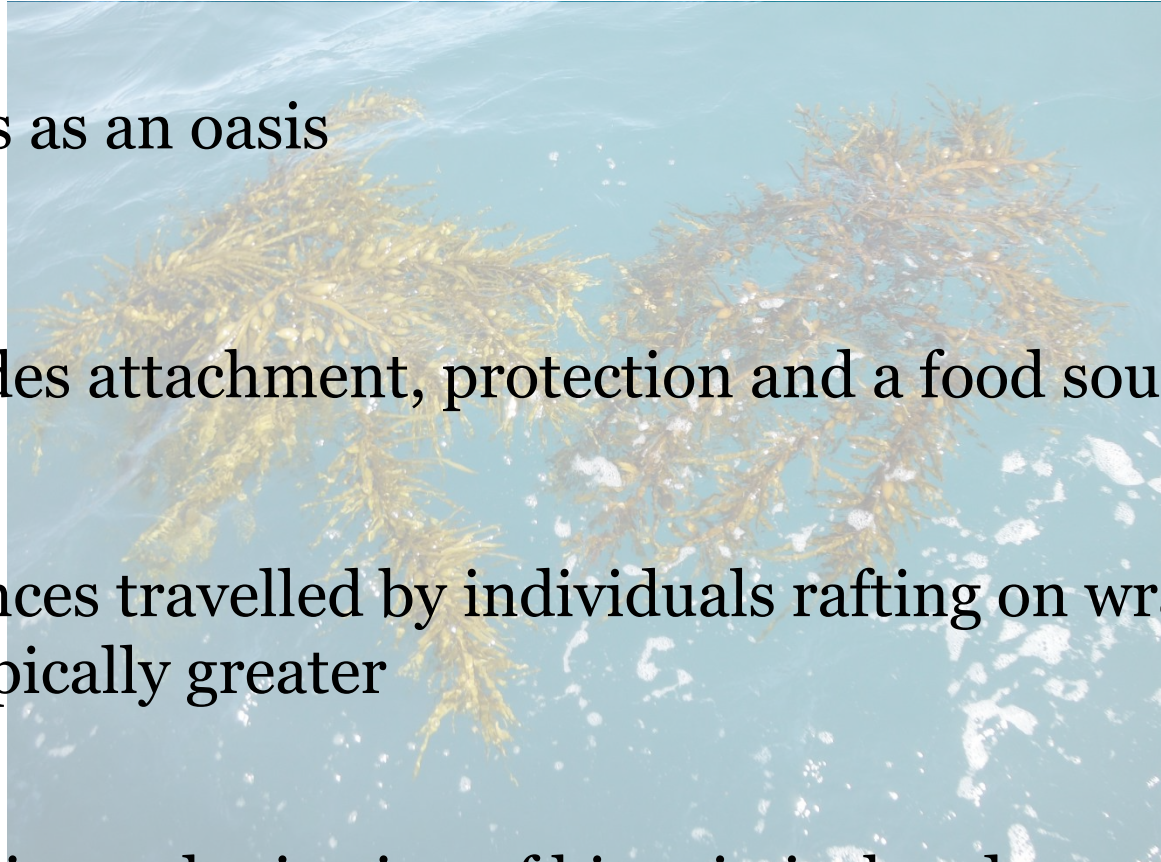 s as an oasis
des attachment, protection and a food sou
nces travelled by individuals rafting on wr
pically greater